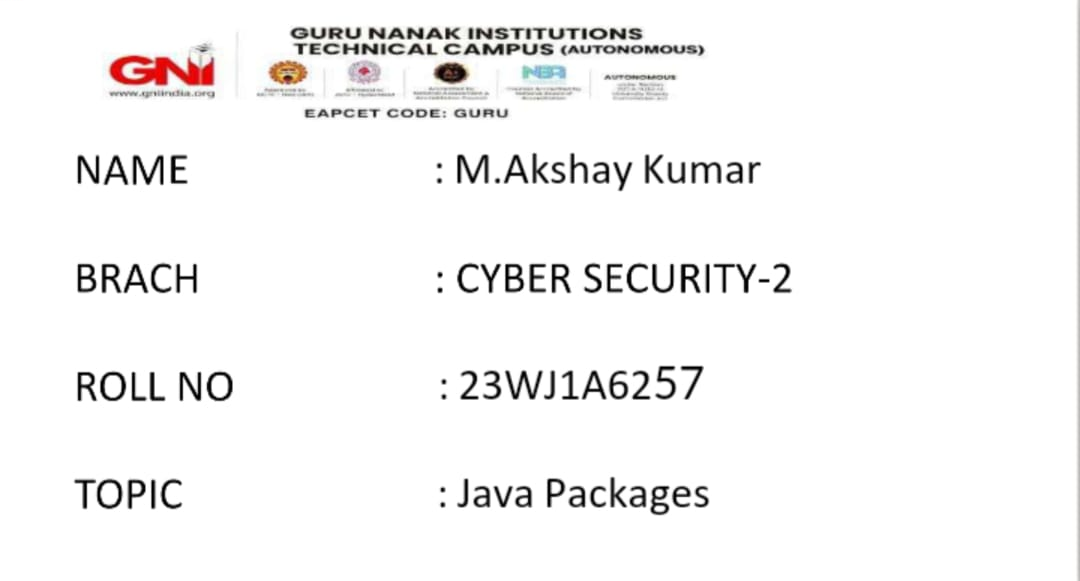 GURU NANAK INSTITUTIONS
TECHNICAL CAMPUS (AUTONOMOUS)
GNI
www.gniindia.org
NBA
AUTONOMOUS
EAPCET CODE: GURU
NAME : M.Akshay Kumar
BRACH : CYBER SECURITY-2
ROLL NO : 23WJ1A6257
TOPIC : Java Packages